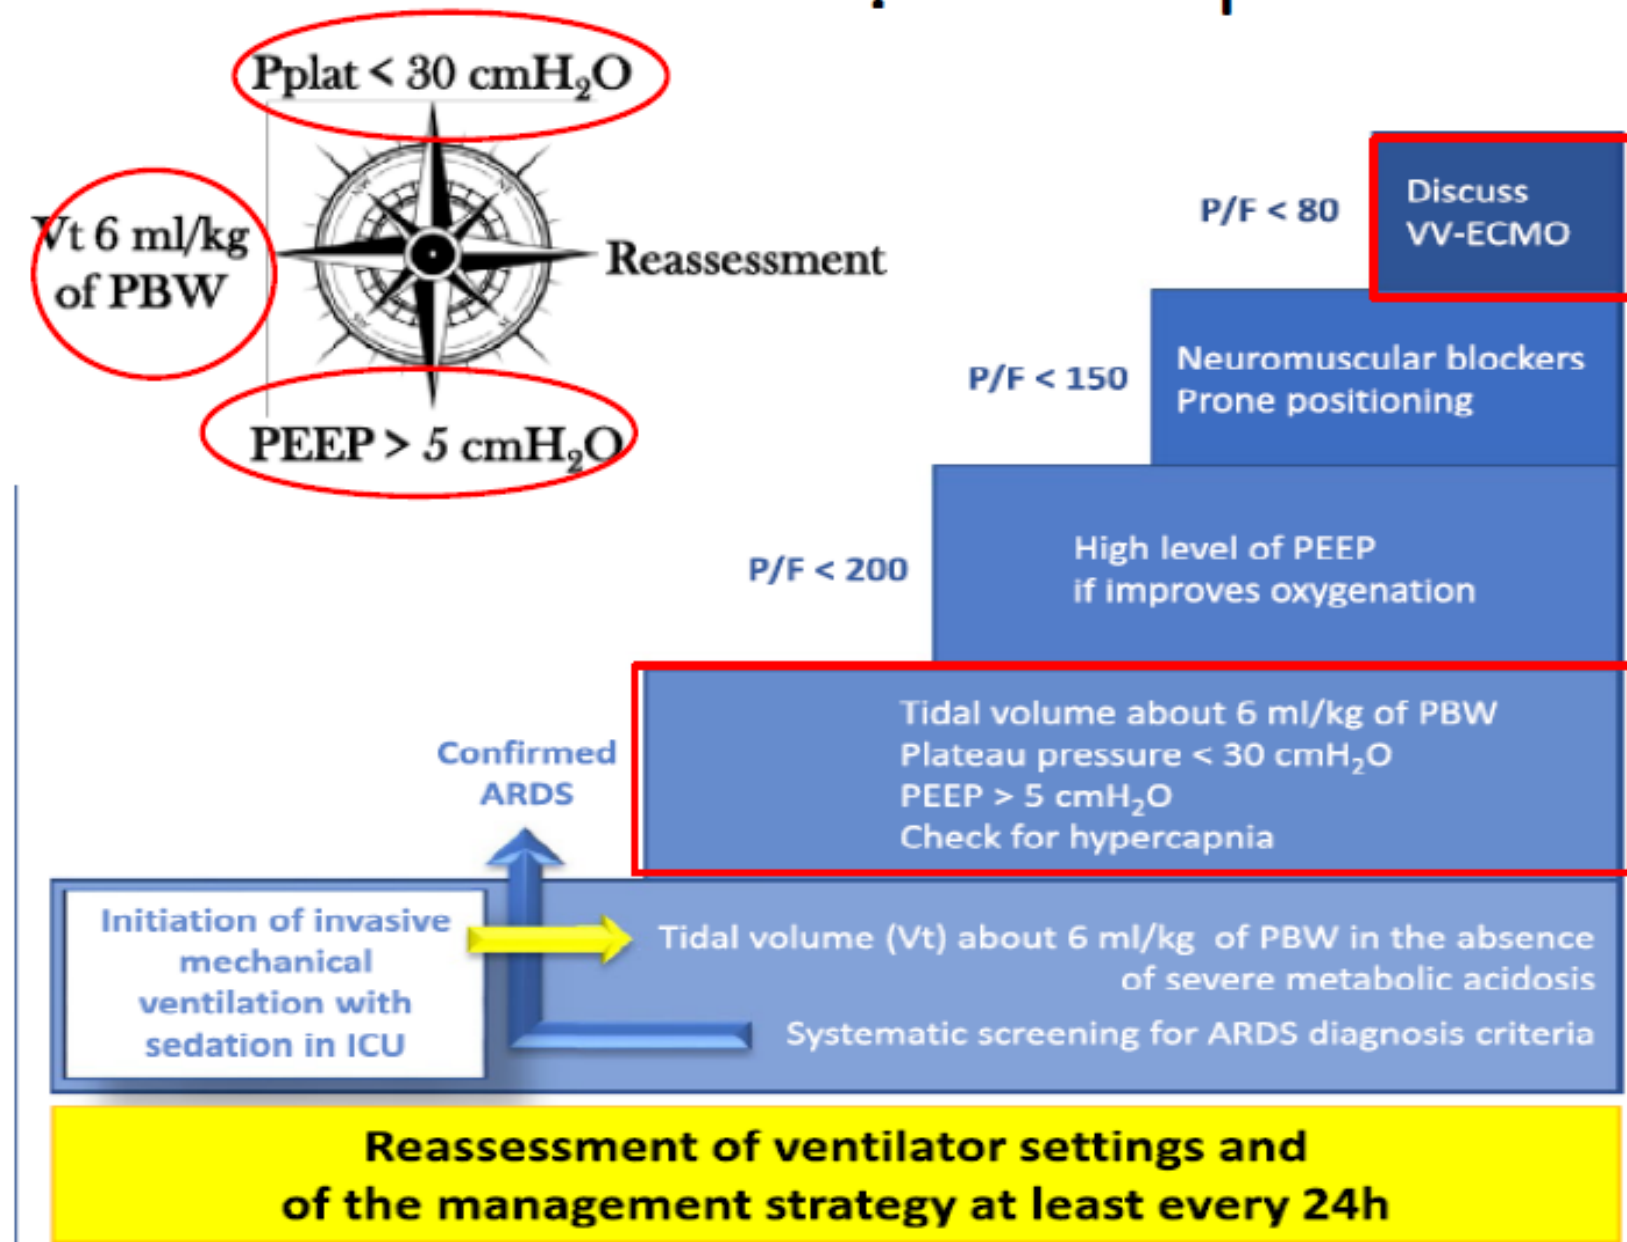 Pplat < 30 cmH₂O
Vt 6 ml/kg
of PBW
Reassessment
PEEP > 5 cmH₂O
P/F < 80
Discuss
VV-ECMO
P/F < 150
Neuromuscular blockers
Prone positioning
P/F < 200
High level of PEEP
if improves oxygenation
Confirmed
ARDS
Tidal volume about 6 ml/kg of PBW
Plateau pressure < 30 cmH₂O
PEEP > 5 cmH₂O
Check for hypercapnia
Initiation of invasive
mechanical
ventilation with
sedation in ICU
Tidal volume (Vt) about 6 ml/kg of PBW in the absence
of severe metabolic acidosis
Systematic screening for ARDS diagnosis criteria
Reassessment of ventilator settings and
of the management strategy at least every 24h